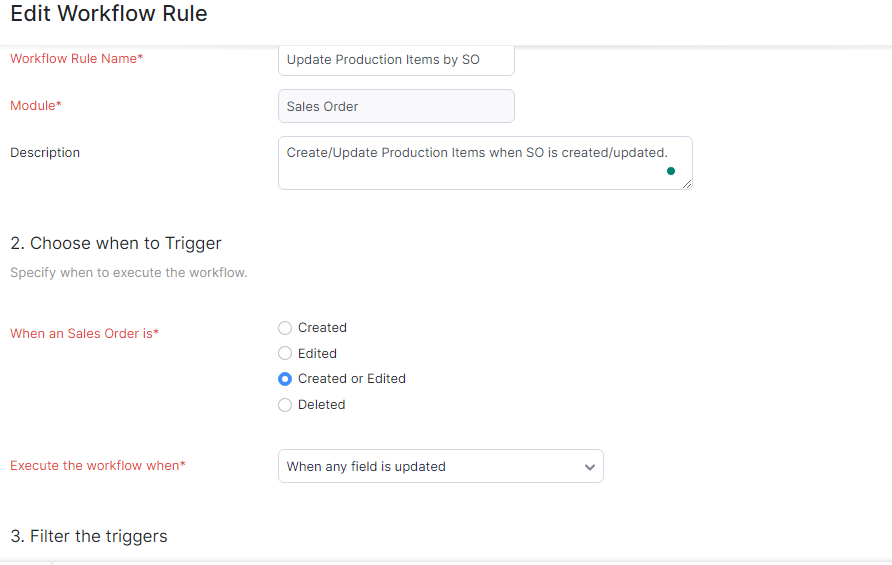 Edit Workflow Rule
Workflow Rule Name* Update Production Items by SO
Module* Sales Order
Description Create/Update Production Items when SO is created/updated.
2. Choose when to Trigger
Specify when to execute the workflow.
When an Sales Order is* Created
Edited
Created or Edited
Deleted
Execute the workflow when* When any field is updated
3. Filter the triggers